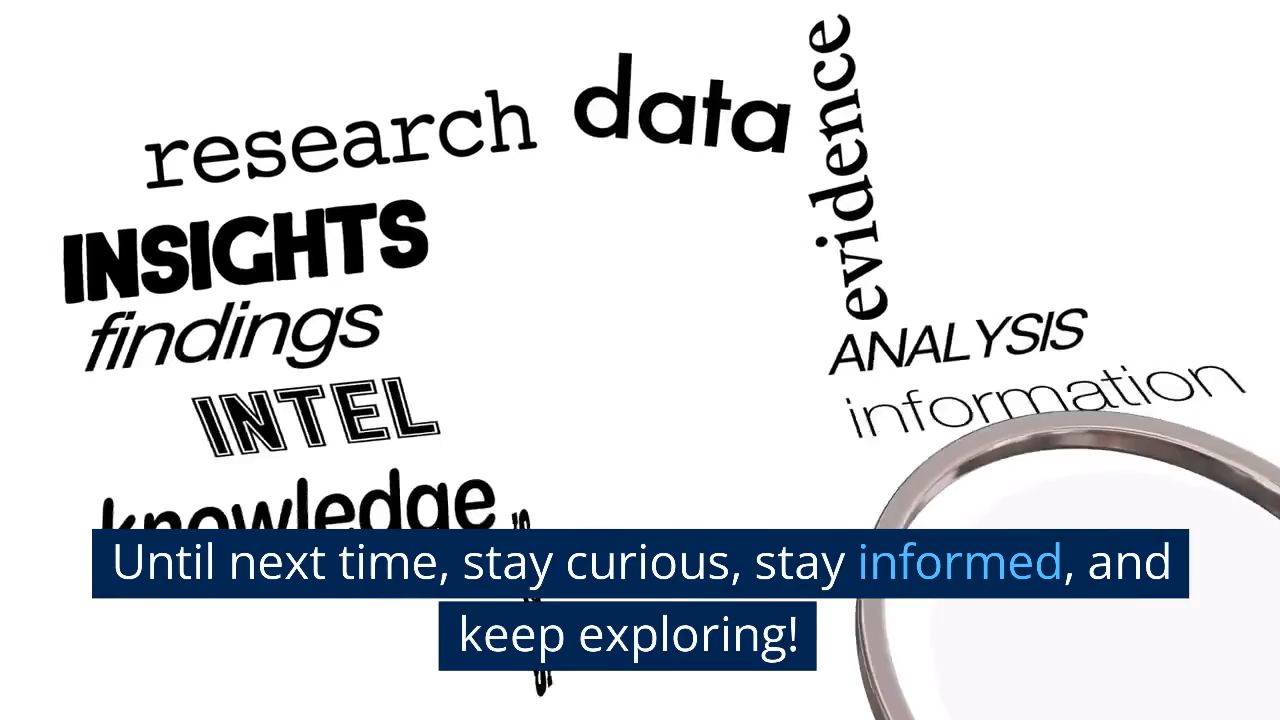 research data
evidence
INSIGHTS
findings
ANALYSIS
INTEL
information
knowledge
Until next time, stay curious, stay informed, and
keep exploring!